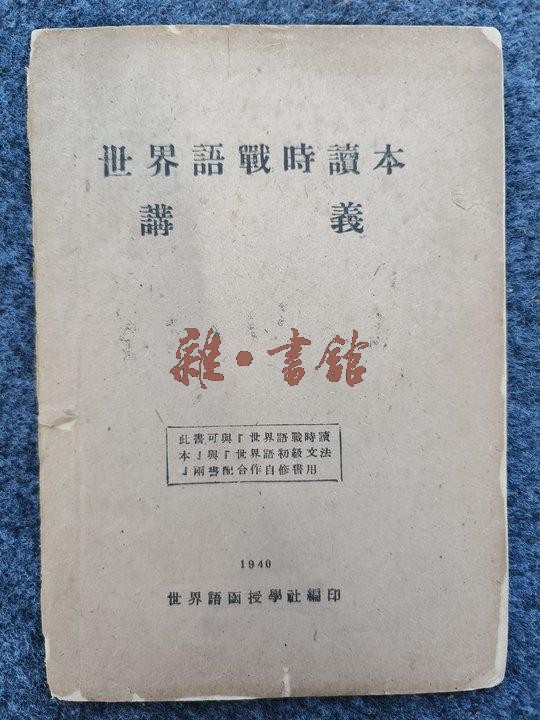 世界語戰時讀本
講義
雜·書館
此書可與『世界語戰時讀
本』與『世界語初級文法
』兩書配合作自修書用
1940
世界語函授學社編印